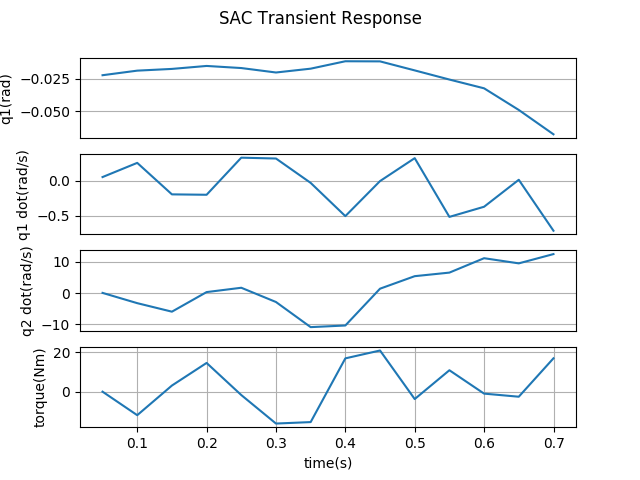 SAC Transient Response
q1(rad)
−0.025
−0.050
q1 dot(rad/s)
0.0
−0.5
q2 dot(rad/s)
10
0
−10
torque(Nm)
20
0
0.1 0.2 0.3 0.4 0.5 0.6 0.7
time(s)